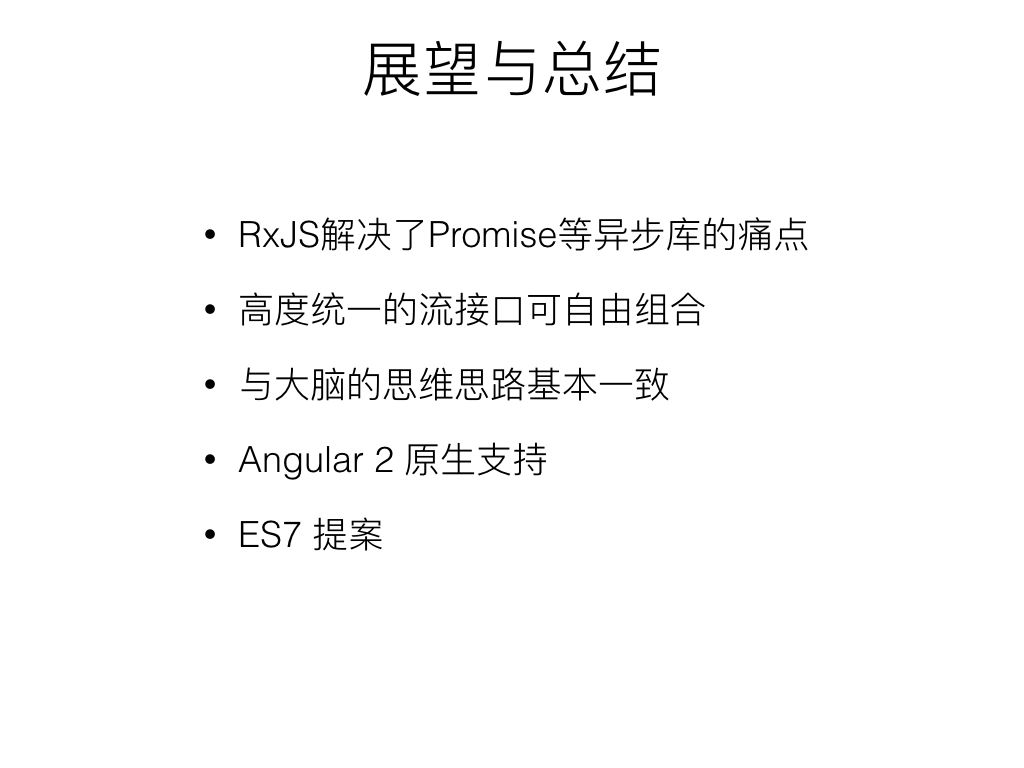 展望与总结
• RxJS解决了Promise等异步库的痛点
• 高度统一的流接口可自由组合
• 与大脑的思维思路基本一致
• Angular 2 原生支持
• ES7 提案